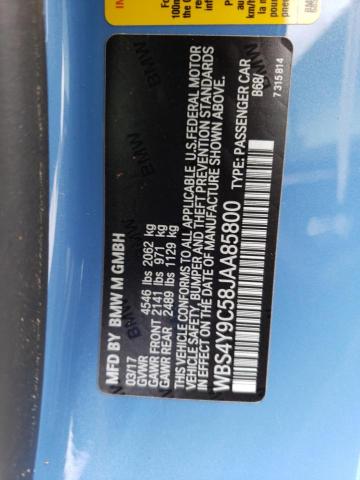 MFD BY BMW M GMBH
03/17
GVWR 4546 lbs 2062 kg
GAWR FRONT 2141 lbs 971 kg
GAWR REAR 2489 lbs 1129 kg
THIS VEHICLE CONFORMS TO ALL APPLICABLE U.S. FEDERAL MOTOR
VEHICLE SAFETY, BUMPER AND THEFT PREVENTION STANDARDS
IN EFFECT ON THE DATE OF MANUFACTURE SHOWN ABOVE.
WBS4Y9C58JAA85800 TYPE: PASSENGER CAR
B68/
7 315 814